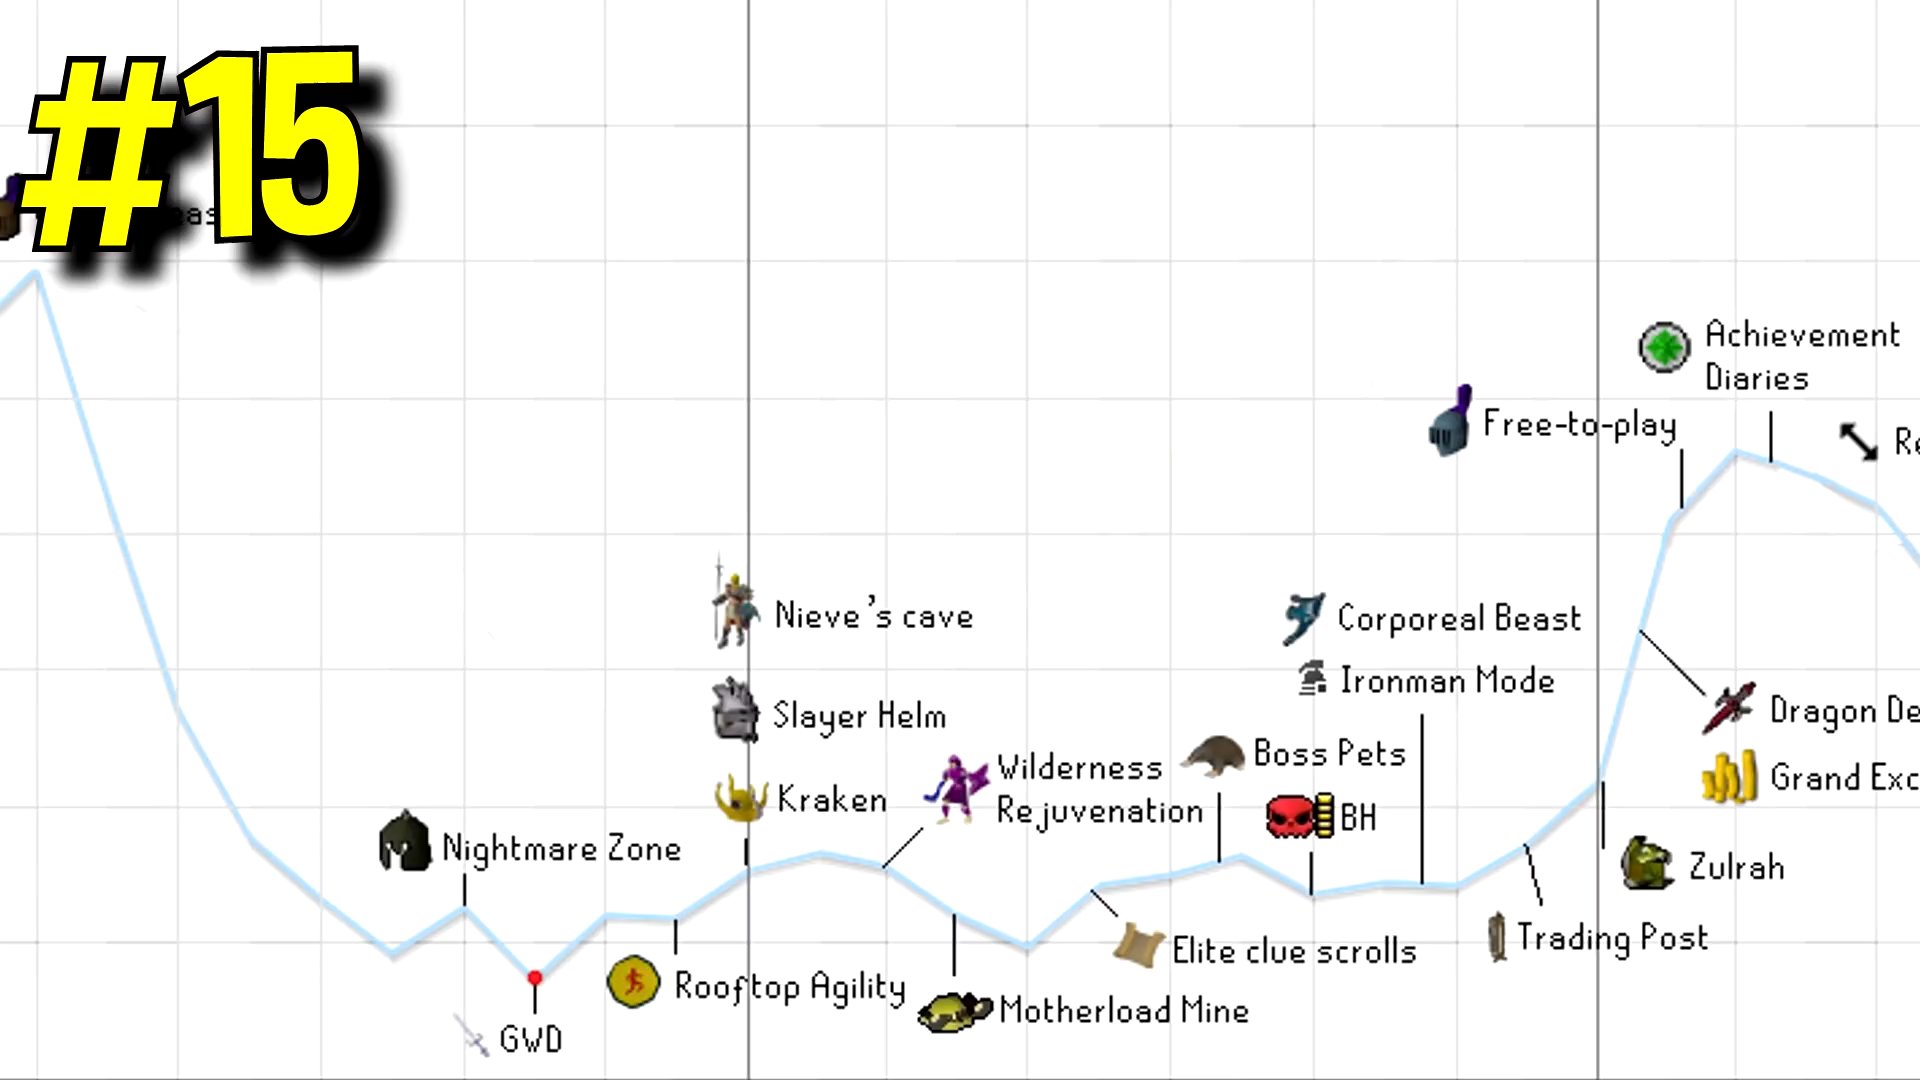 #15
Achievement
Diaries
Free-to-play
Nieve's cave
Corporeal Beast
Ironman Mode
Slayer Helm
Dragon De
Boss Pets
Wilderness
Rejuvenation
Grand Exc
Kraken
BH
Nightmare Zone
Zulrah
Trading Post
Elite clue scrolls
Rooftop Agility
Motherload Mine
GWD